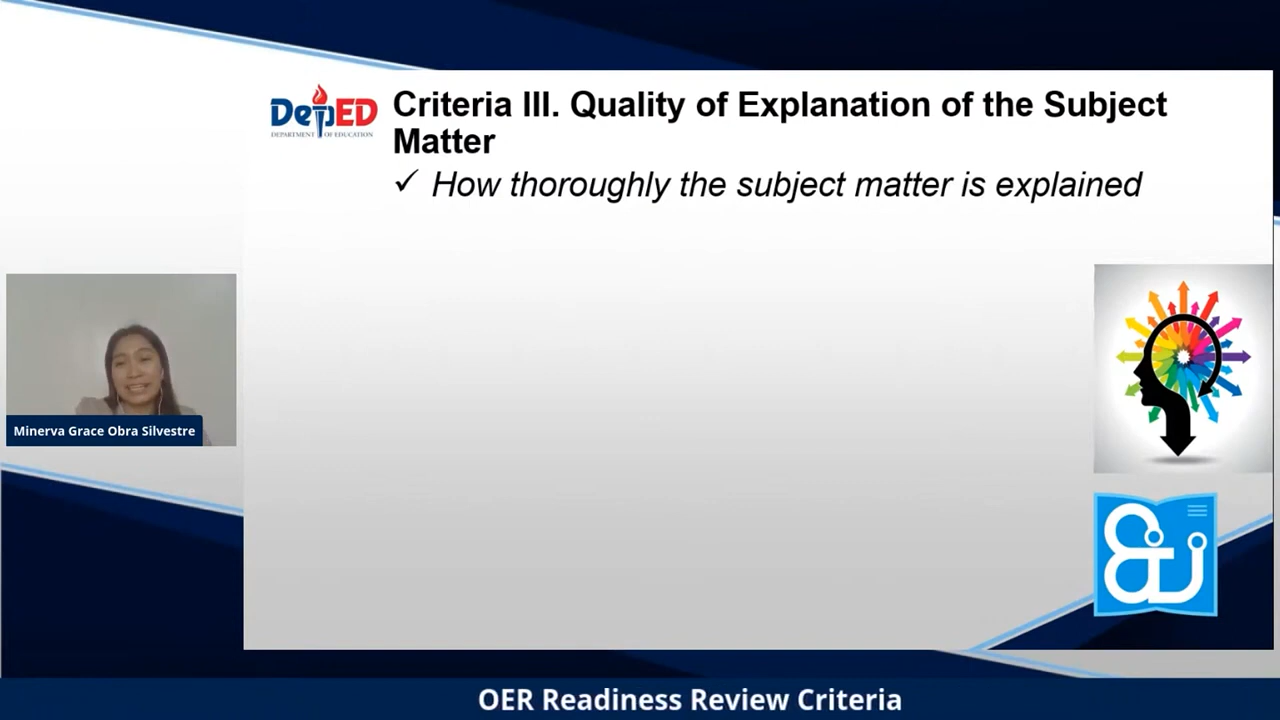 DepED
DEPARTMENT OF EDUCATION
Criteria III. Quality of Explanation of the Subject
Matter
✓ How thoroughly the subject matter is explained
Minerva Grace Obra Silvestre
OER Readiness Review Criteria